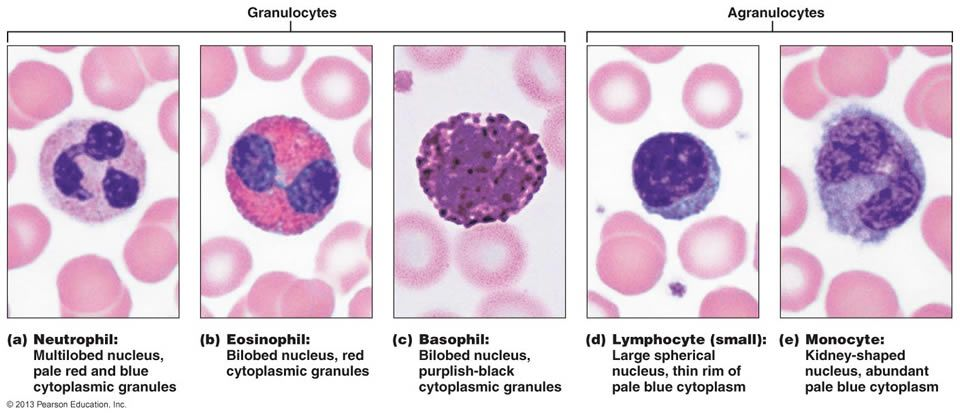 Granulocytes
Agranulocytes
(a) Neutrophil:
Multilobed nucleus,
pale red and blue
cytoplasmic granules
(b) Eosinophil:
Bilobed nucleus, red
cytoplasmic granules
(c) Basophil:
Bilobed nucleus,
purplish-black
cytoplasmic granules
(d) Lymphocyte (small):
Large spherical
nucleus, thin rim of
pale blue cytoplasm
(e) Monocyte:
Kidney-shaped
nucleus, abundant
pale blue cytoplasm
© 2013 Pearson Education, Inc.